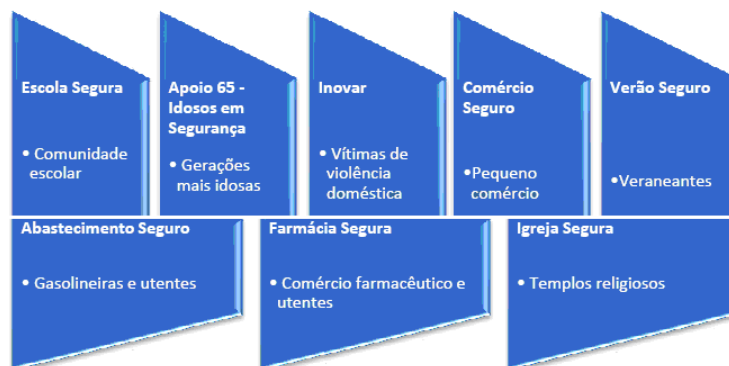 Escola Segura
• Comunidade
escolar
Apoio 65 -
Idosos em
Segurança
• Gerações
mais idosas
Inovar
• Vítimas de
violência
doméstica
Comércio
Seguro
•Pequeno
comércio
Verão Seguro
•Veraneantes
Abastecimento Seguro
• Gasolineiras e utentes
Farmácia Segura
• Comércio farmacêutico e
utentes
Igreja Segura
• Templos religiosos